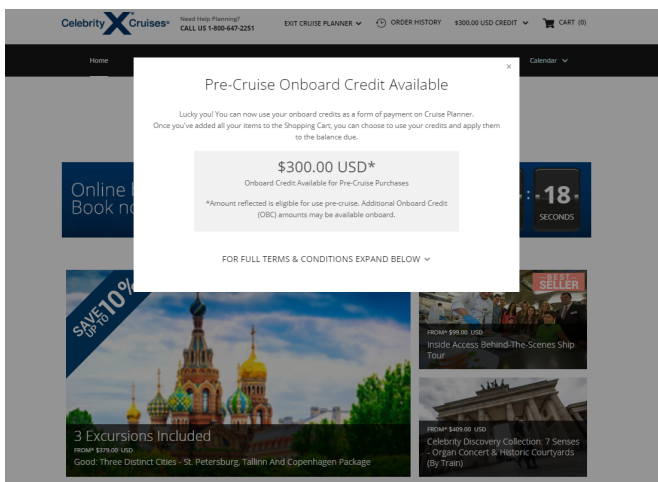 Celebrity X Cruises®
Need Help Planning?
CALL US 1-800-647-2251
EXIT CRUISE PLANNER
ORDER HISTORY
$300.00 USD CREDIT
CART (0)
Home
Calendar
×
Pre-Cruise Onboard Credit Available
Lucky you! You can now use your onboard credits as a form of payment on Cruise Planner.
Once you've added all your items to the Shopping Cart, you can choose to use your credits and apply them
to the balance due.
$300.00 USD*
Onboard Credit Available for Pre-Cruise Purchases
*Amount reflected is eligible for use pre-cruise. Additional Onboard Credit
(OBC) amounts may be available onboard.
FOR FULL TERMS & CONDITIONS EXPAND BELOW
Online
Book
18
SECONDS
SAVE
UP TO 10%
3 Excursions Included
FROM* $379.00 USD
Good: Three Distinct Cities - St. Petersburg, Tallinn And Copenhagen Package
BEST
SELLER
FROM* $99.00 USD
Inside Access Behind-The-Scenes Ship
Tour
FROM* $409.00 USD
Celebrity Discovery Collection: 7 Senses
- Organ Concert & Historic Courtyards
(By Train)